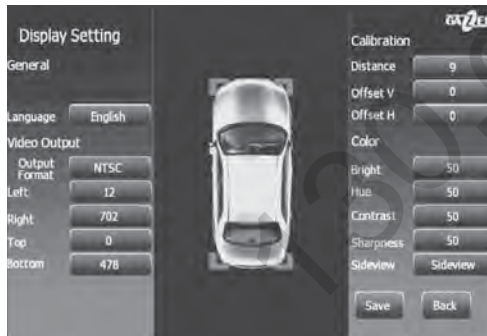 Display Setting
General
Language English
Video Output
Output Format NTSC
Left 12
Right 702
Top 0
Bottom 478
GAZZER
Calibration
Distance 9
Offset V 0
Offset H 0
Color
Bright 50
Hue 50
Contrast 50
Sharpness 50
Sideview Sideview
Save Back